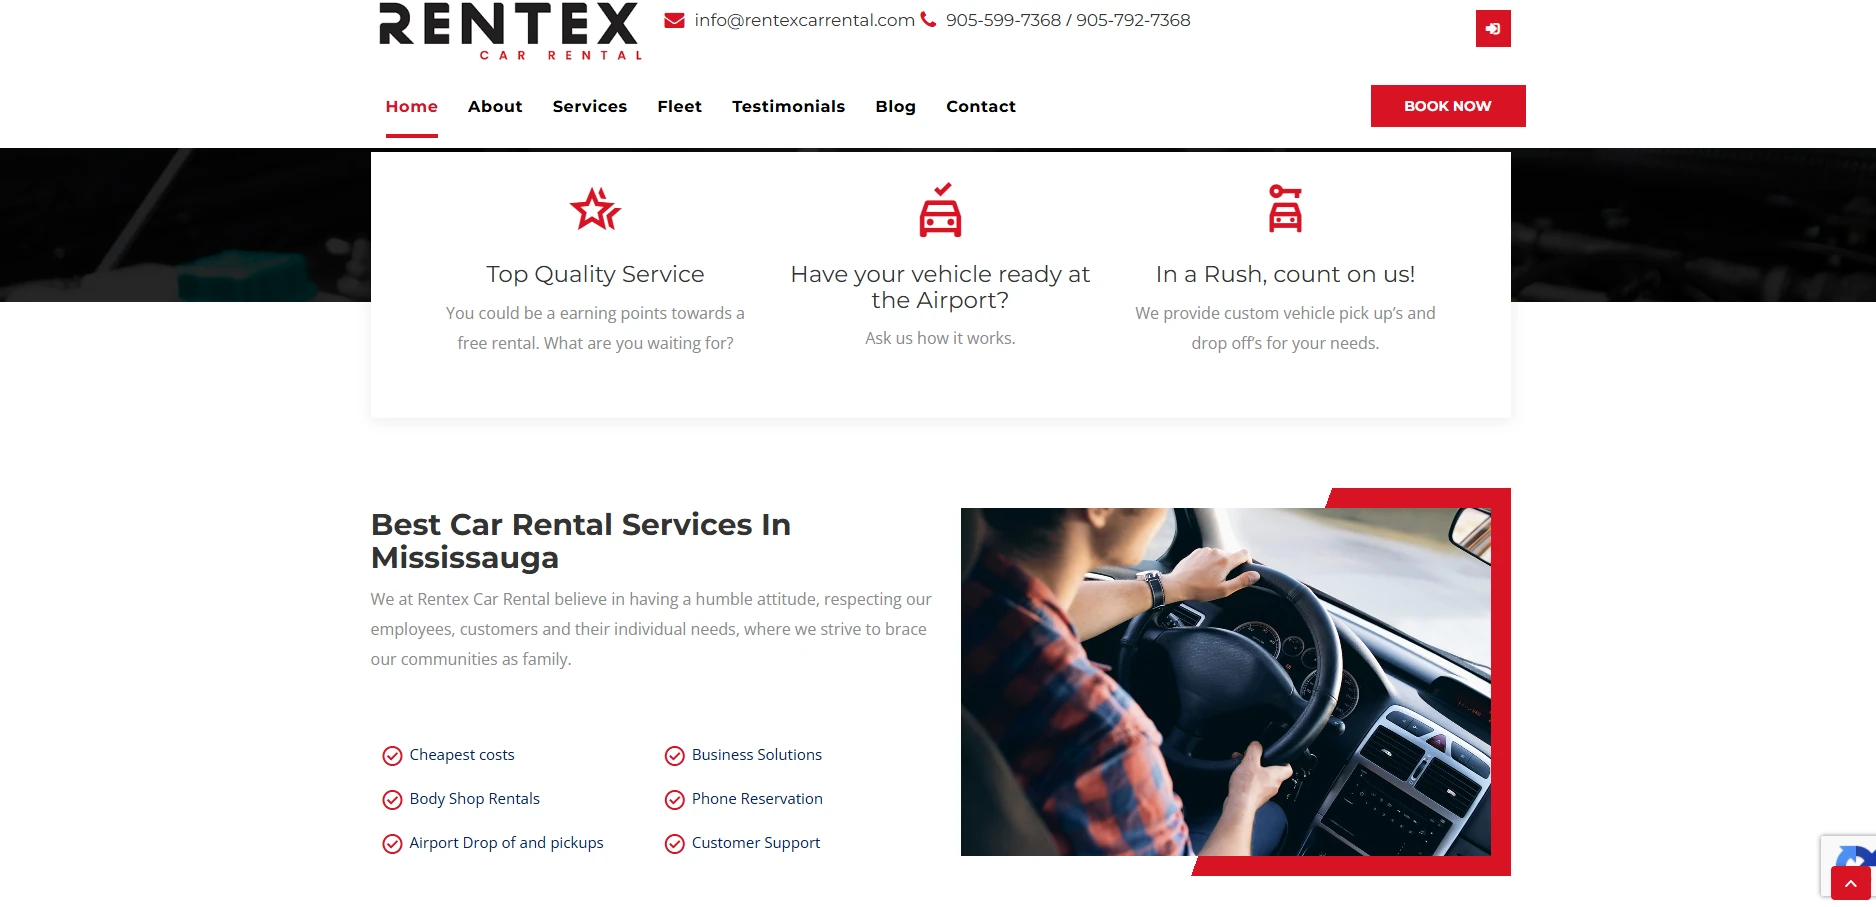 RENTEX
CAR RENTAL
info@rentexcarrental.com 905-599-7368 / 905-792-7368
Home About Services Fleet Testimonials Blog Contact
BOOK NOW
Top Quality Service
You could be a earning points towards a
free rental. What are you waiting for?
Have your vehicle ready at
the Airport?
Ask us how it works.
In a Rush, count on us!
We provide custom vehicle pick up’s and
drop off’s for your needs.
Best Car Rental Services In
Mississauga
We at Rentex Car Rental believe in having a humble attitude, respecting our
employees, customers and their individual needs, where we strive to brace
our communities as family.
Cheapest costs
Business Solutions
Body Shop Rentals
Phone Reservation
Airport Drop of and pickups
Customer Support